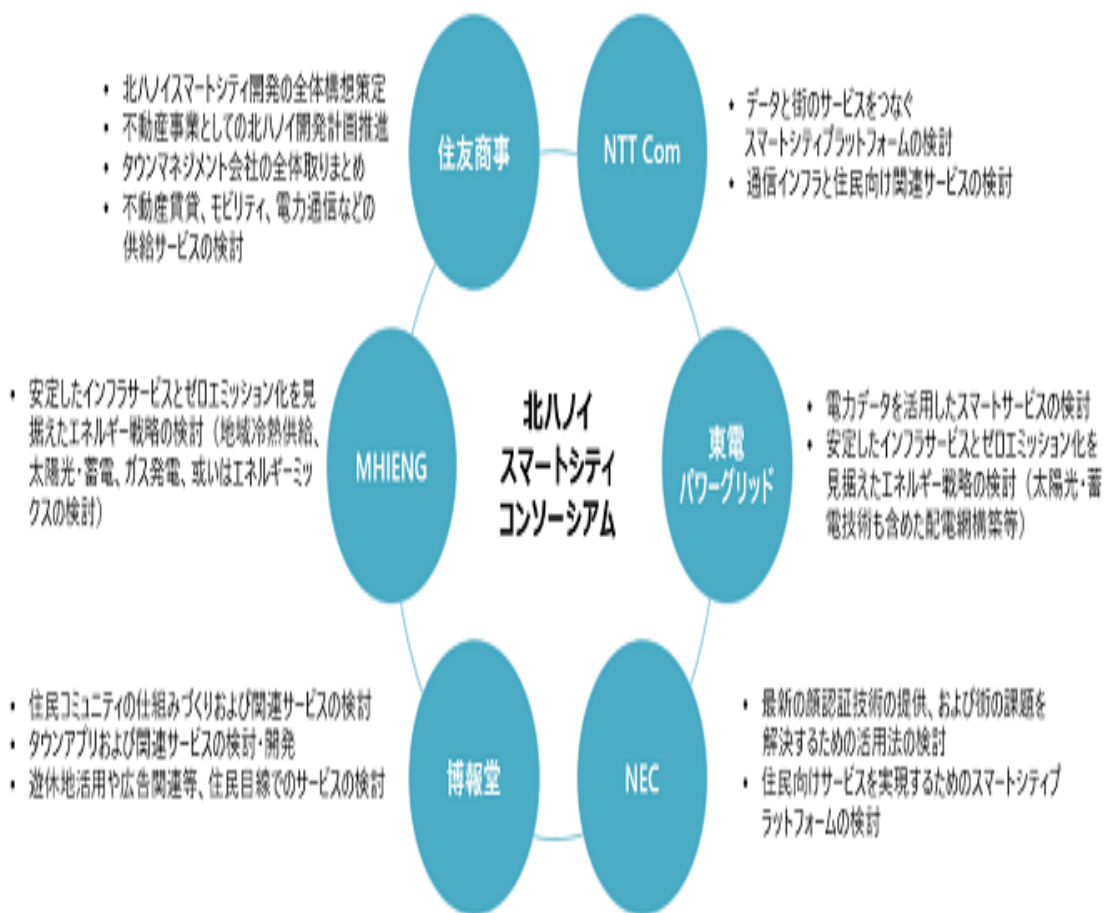 • 北ハノイスマートシティ開発の全体構想策定
• 不動産事業としての北ハノイ開発計画推進
• タウンマネジメント会社の全体取りまとめ
• 不動産賃貸、モビリティ、電力通信などの
供給サービスの検討
住友商事
NTT Com
• データと街のサービスをつなぐ
スマートシティプラットフォームの検討
• 通信インフラと住民向け関連サービスの検討
• 安定したインフラサービスとゼロエミッション化を見
据えたエネルギー戦略の検討（地域冷熱供給、
太陽光・蓄電、ガス発電、或いはエネルギーミッ
クスの検討）
MHIENG
北ハノイ
スマートシティ
コンソーシアム
東電
パワーグリッド
• 電力データを活用したスマートサービスの検討
• 安定したインフラサービスとゼロエミッション化を
見据えたエネルギー戦略の検討（太陽光・蓄
電技術も含めた配電網構築等）
• 住民コミュニティの仕組みづくりおよび関連サービスの検討
• タウンアプリおよび関連サービスの検討・開発
• 遊休地活用や広告関連等、住民目線でのサービスの検討
博報堂
NEC
• 最新の顔認証技術の提供、および街の課題を
解決するための活用法の検討
• 住民向けサービスを実現するためのスマートシティプ
ラットフォームの検討